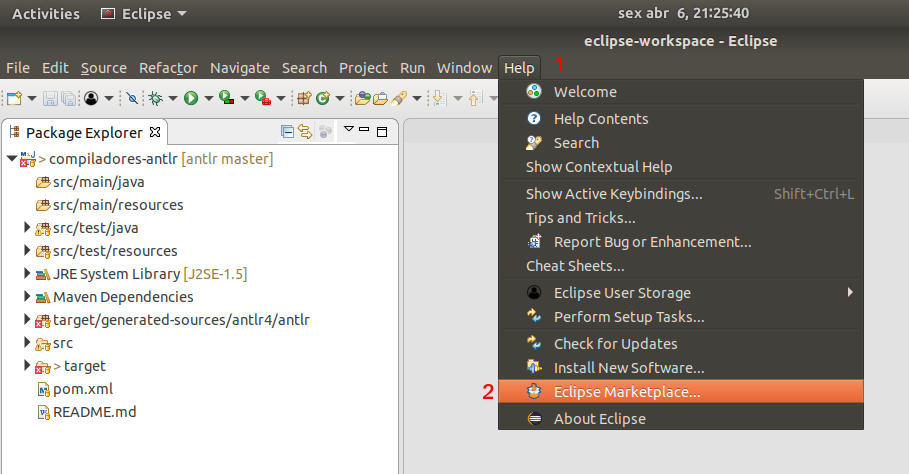 Activities Eclipse sex abr 6, 21:25:40
eclipse-workspace - Eclipse
File Edit Source Refactor Navigate Search Project Run Window Help 1
Package Explorer
> compiladores-antlr [antlr master]
src/main/java
src/main/resources
src/test/java
src/test/resources
JRE System Library [J2SE-1.5]
Maven Dependencies
target/generated-sources/antlr4/antlr
src
> target
pom.xml
README.md
Welcome
Help Contents
Search
Show Contextual Help
Show Active Keybindings... Shift+Ctrl+L
Tips and Tricks...
Report Bug or Enhancement...
Cheat Sheets...
Eclipse User Storage
Perform Setup Tasks...
Check for Updates
Install New Software...
2 Eclipse Marketplace...
About Eclipse